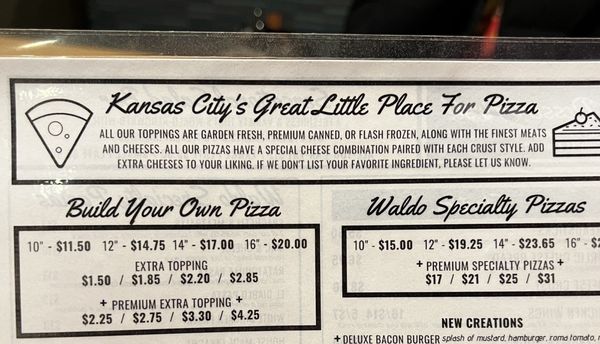 Kansas City's Great Little Place For Pizza
ALL OUR TOPPINGS ARE GARDEN FRESH, PREMIUM CANNED, OR FLASH FROZEN, ALONG WITH THE FINEST MEATS
AND CHEESES. ALL OUR PIZZAS HAVE A SPECIAL CHEESE COMBINATION PAIRED WITH EACH CRUST STYLE. ADD
EXTRA CHEESES TO YOUR LIKING. IF WE DON'T LIST YOUR FAVORITE INGREDIENT, PLEASE LET US KNOW.
Build Your Own Pizza
10" - $11.50 12" - $14.75 14" - $17.00 16" - $20.00
EXTRA TOPPING
$1.50 / $1.85 / $2.20 / $2.85
+ PREMIUM EXTRA TOPPING +
$2.25 / $2.75 / $3.30 / $4.25
Waldo Specialty Pizzas
10" - $15.00 12" - $19.25 14" - $23.65 16" -
+ PREMIUM SPECIALTY PIZZAS +
$17 / $21 / $25 / $31
NEW CREATIONS
+ DELUXE BACON BURGER splash of mustard, hamburger, roma tomato,